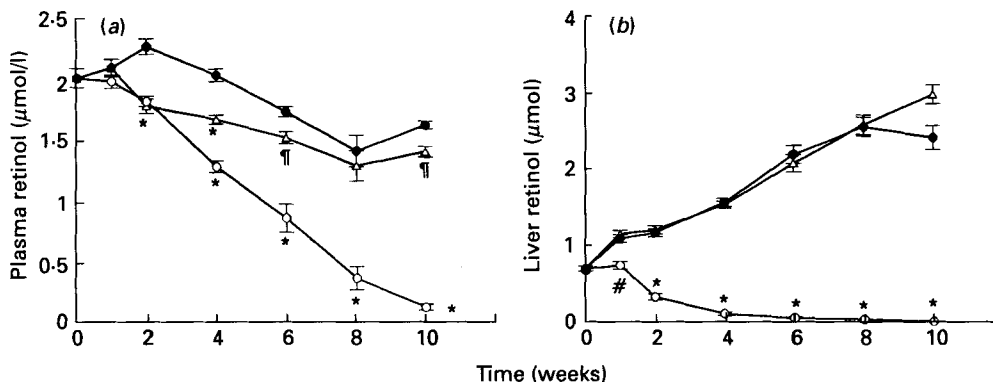 (a)
Plasma retinol (μmol/l)
2·5
2
1·5
1
0·5
0
* * ¶ ¶
* * * *
0 2 4 6 8 10
(b)
Liver retinol (μmol)
4
3
2
1
0
# * * * * *
0 2 4 6 8 10
Time (weeks)